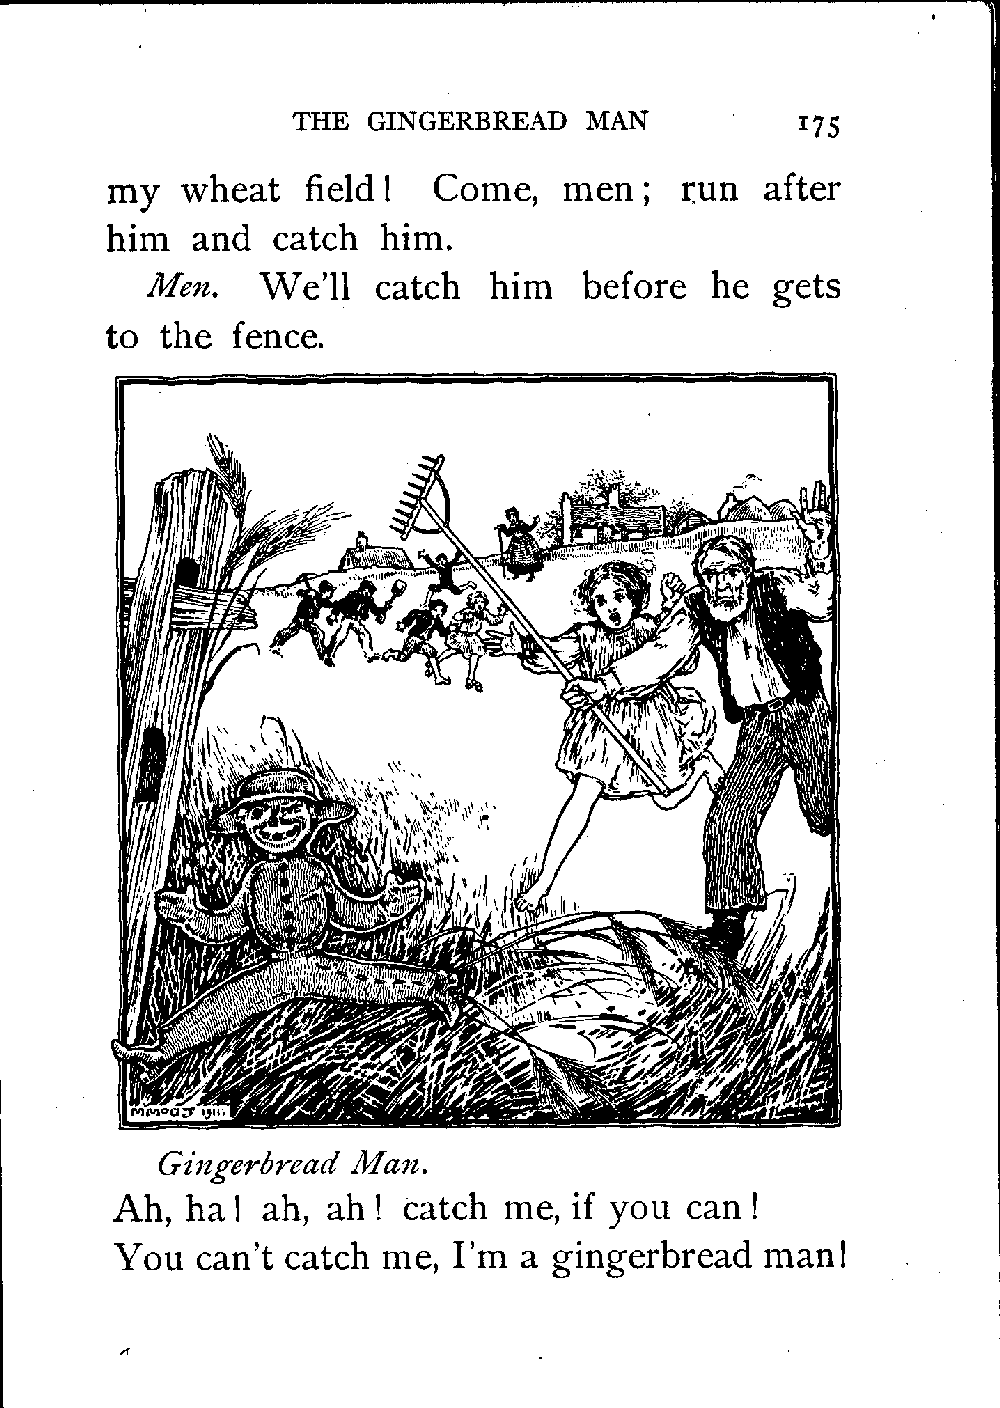 THE GINGERBREAD MAN 175
my wheat field! Come, men; run after
him and catch him.
Men. We'll catch him before he gets
to the fence.
Gingerbread Man.
Ah, ha! ah, ah! catch me, if you can!
You can't catch me, I'm a gingerbread man!